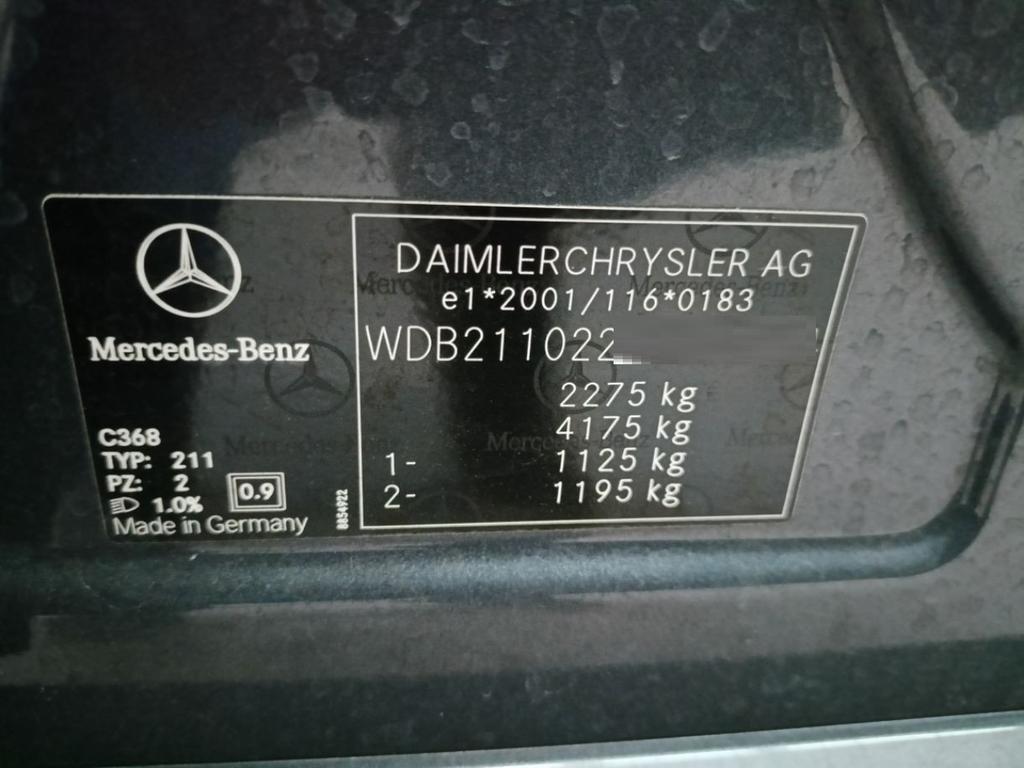 Mercedes-Benz
C368
TYP: 211
PZ: 2
1.0%
0.9
Made in Germany
8854922
DAIMLERCHRYSLER AG
e1*2001/116*0183
WDB211022
2275 kg
4175 kg
1- 1125 kg
2- 1195 kg